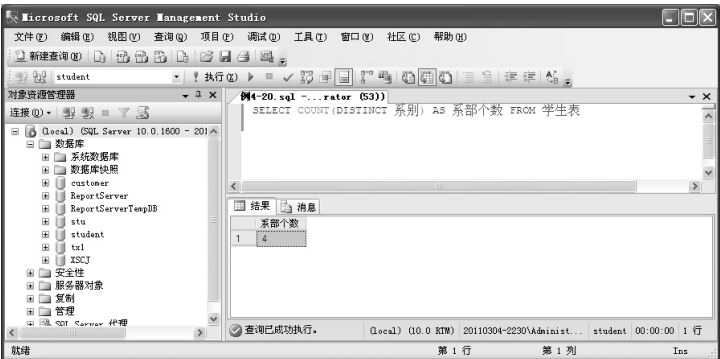 Microsoft SQL Server Management Studio
文件(F) 编辑(E) 视图(V) 查询(Q) 项目(P) 调试(D) 工具(T) 窗口(W) 社区(C) 帮助(H)
新建查询(N)
student 执行(X)
对象资源管理器
连接(O)
(local) (SQL Server 10.0.1600 - 201
数据库
系统数据库
数据库快照
customer
ReportServer
ReportServerTempDB
stu
student
txl
XSCJ
安全性
服务器对象
复制
管理
SQL Server 代理
例4-20.sql -...rator (53))
SELECT COUNT(DISTINCT 系别) AS 系部个数 FROM 学生表
结果 消息
系部个数
1 4
查询已成功执行。 (local) (10.0 RTM) 20110304-2230\Administ... student 00:00:00 1 行
就绪 第 1 行 第 1 列 Ins